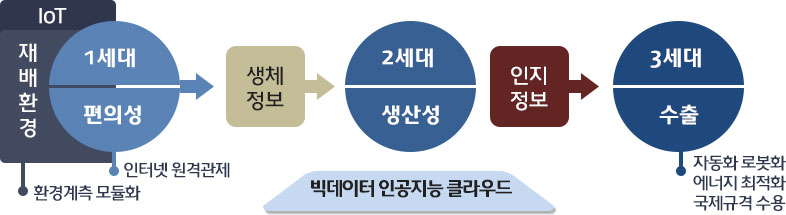 IoT
재
배
환
경
1세대
편의성
생체
정보
2세대
생산성
인지
정보
3세대
수출
인터넷 원격관제
환경계측 모듈화
빅데이터 인공지능 클라우드
자동화 로봇화
에너지 최적화
국제규격 수용